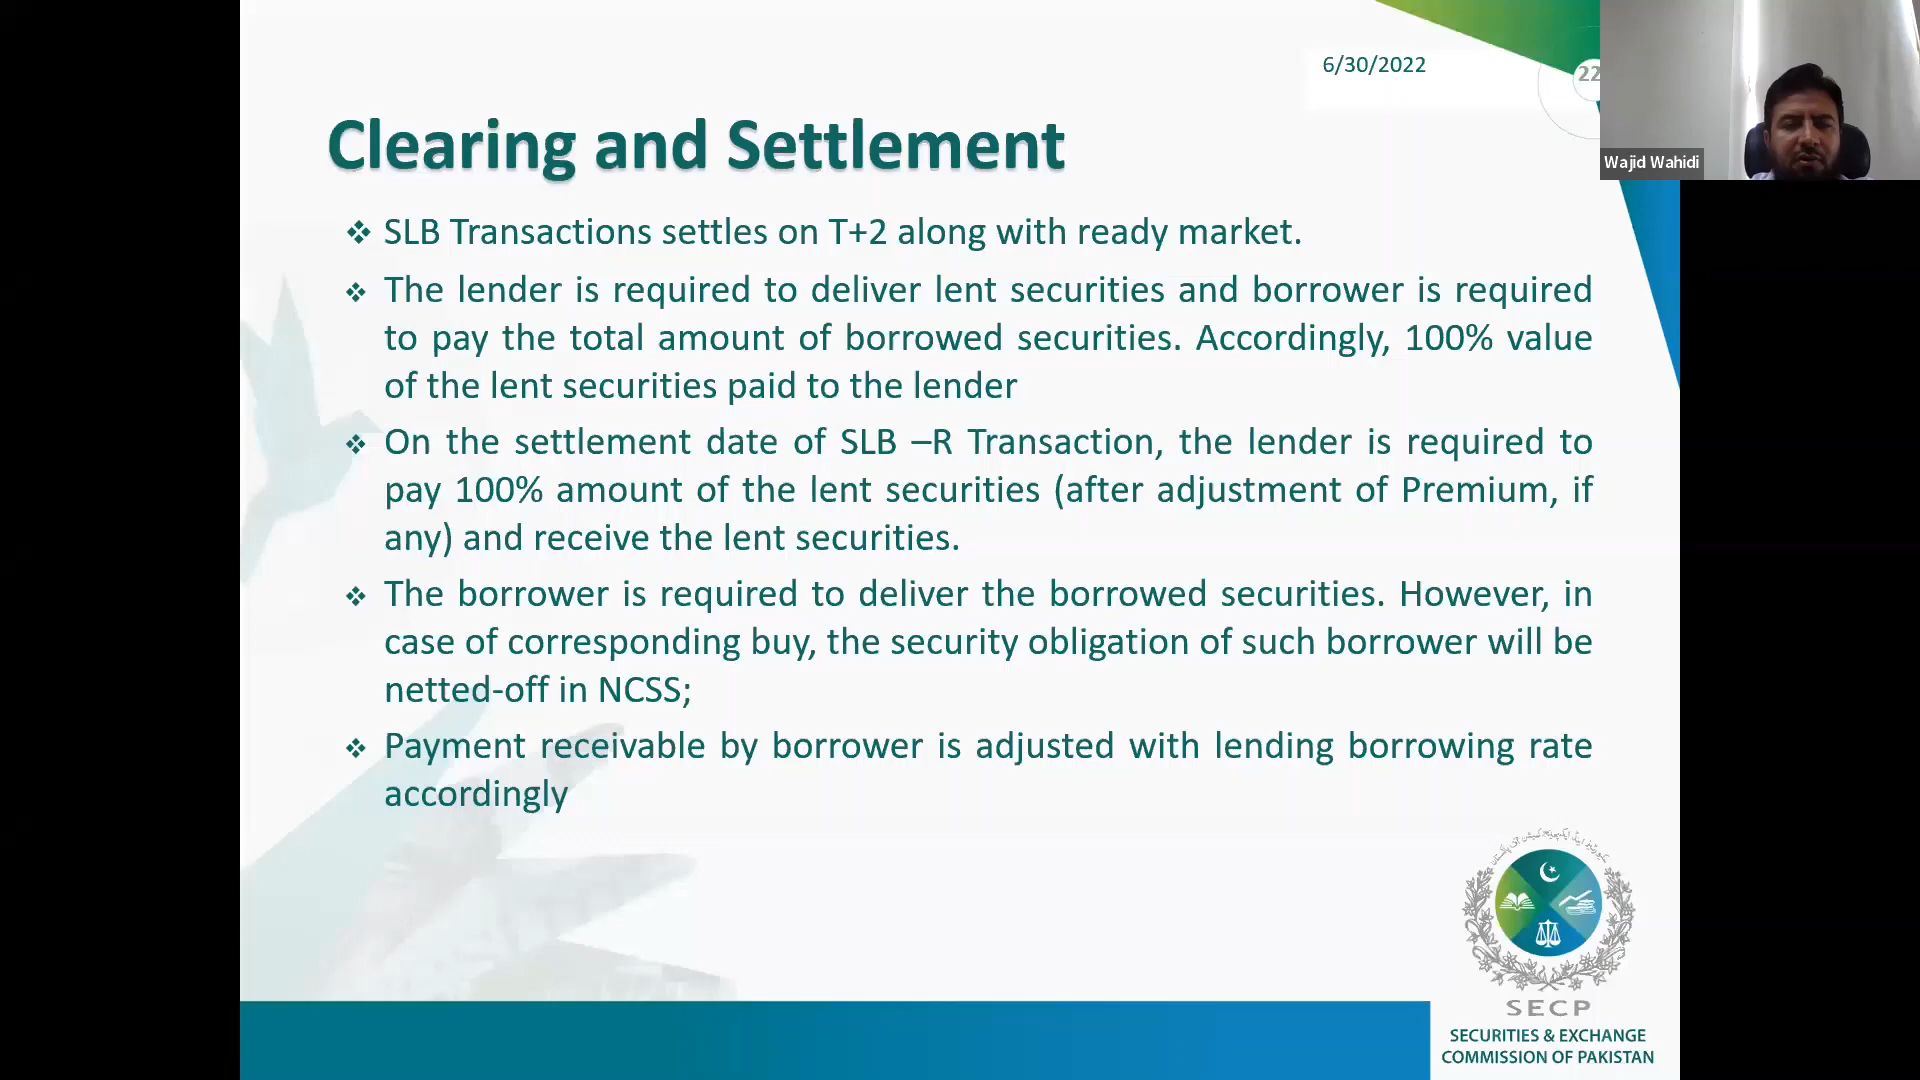 6/30/2022
22
Wajid Wahidi
Clearing and Settlement
❖ SLB Transactions settles on T+2 along with ready market.
❖ The lender is required to deliver lent securities and borrower is required
to pay the total amount of borrowed securities. Accordingly, 100% value
of the lent securities paid to the lender
❖ On the settlement date of SLB –R Transaction, the lender is required to
pay 100% amount of the lent securities (after adjustment of Premium, if
any) and receive the lent securities.
❖ The borrower is required to deliver the borrowed securities. However, in
case of corresponding buy, the security obligation of such borrower will be
netted-off in NCSS;
❖ Payment receivable by borrower is adjusted with lending borrowing rate
accordingly
SECP
SECURITIES & EXCHANGE
COMMISSION OF PAKISTAN